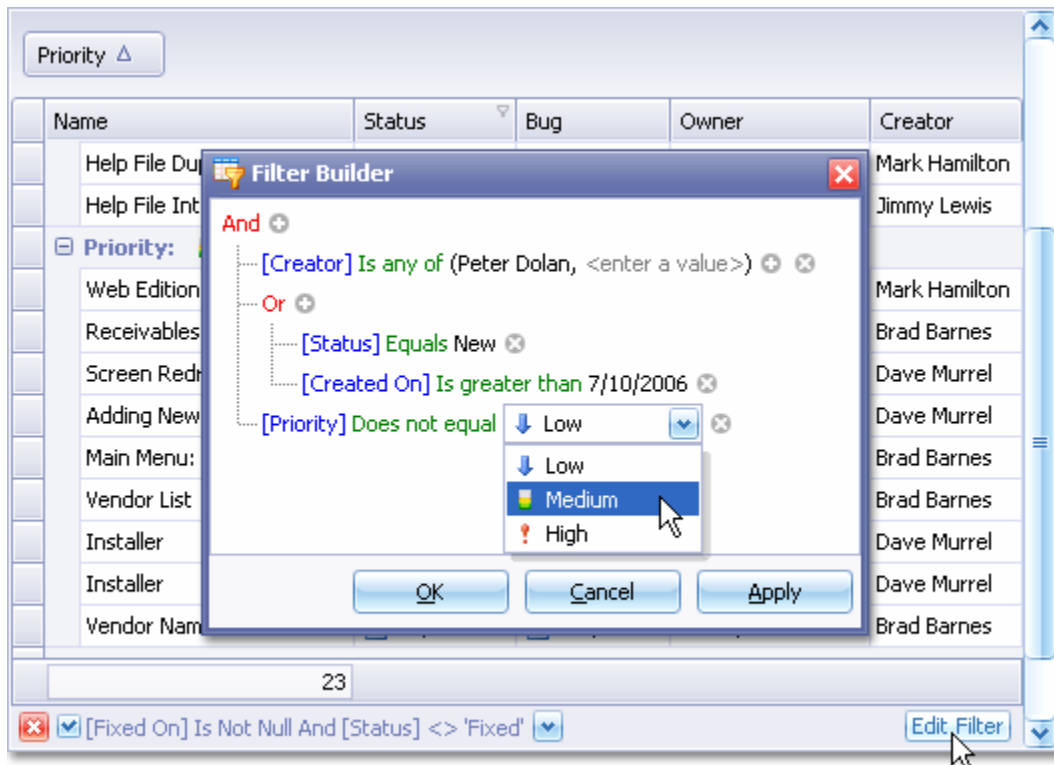 Priority
Name Status Bug Owner Creator
Help File Dup Mark Hamilton
Filter Builder
Help File Int Jimmy Lewis
And
Priority:
[Creator] Is any of (Peter Dolan, <enter a value>)
Web Edition Mark Hamilton
Or
Receivables Brad Barnes
[Status] Equals New
Screen Redr Dave Murrel
[Created On] Is greater than 7/10/2006
Adding New Dave Murrel
[Priority] Does not equal Low
Main Menu: Brad Barnes
Low
Vendor List Brad Barnes
Medium
High
Installer Dave Murrel
Installer Dave Murrel
OK Cancel Apply
Vendor Nam Brad Barnes
23
[Fixed On] Is Not Null And [Status] <> 'Fixed' Edit Filter